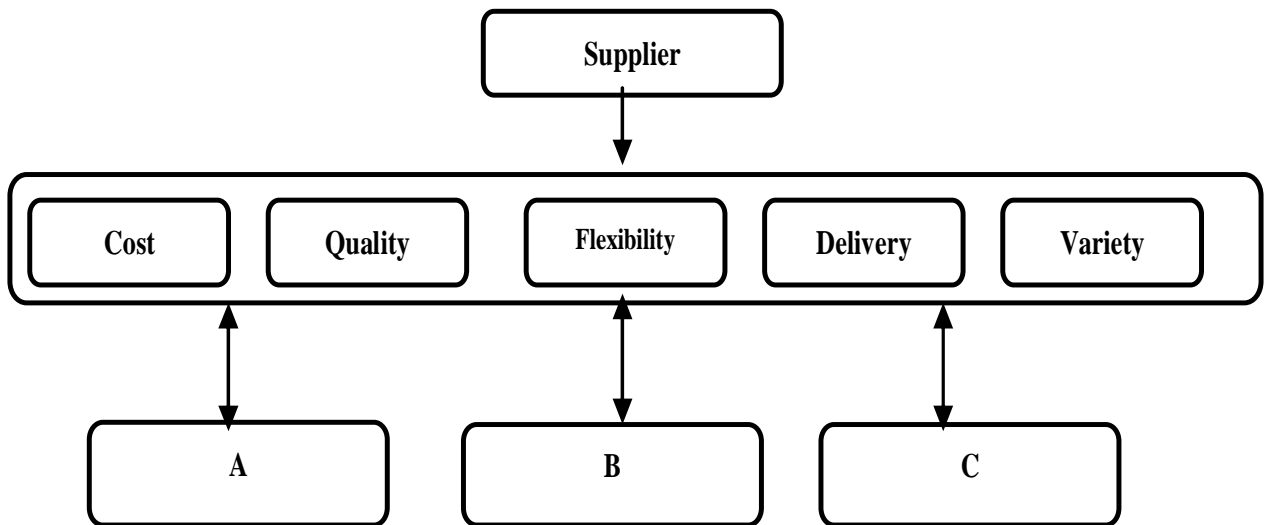 Supplier
Cost
Quality
Flexibility
Delivery
Variety
A
B
C